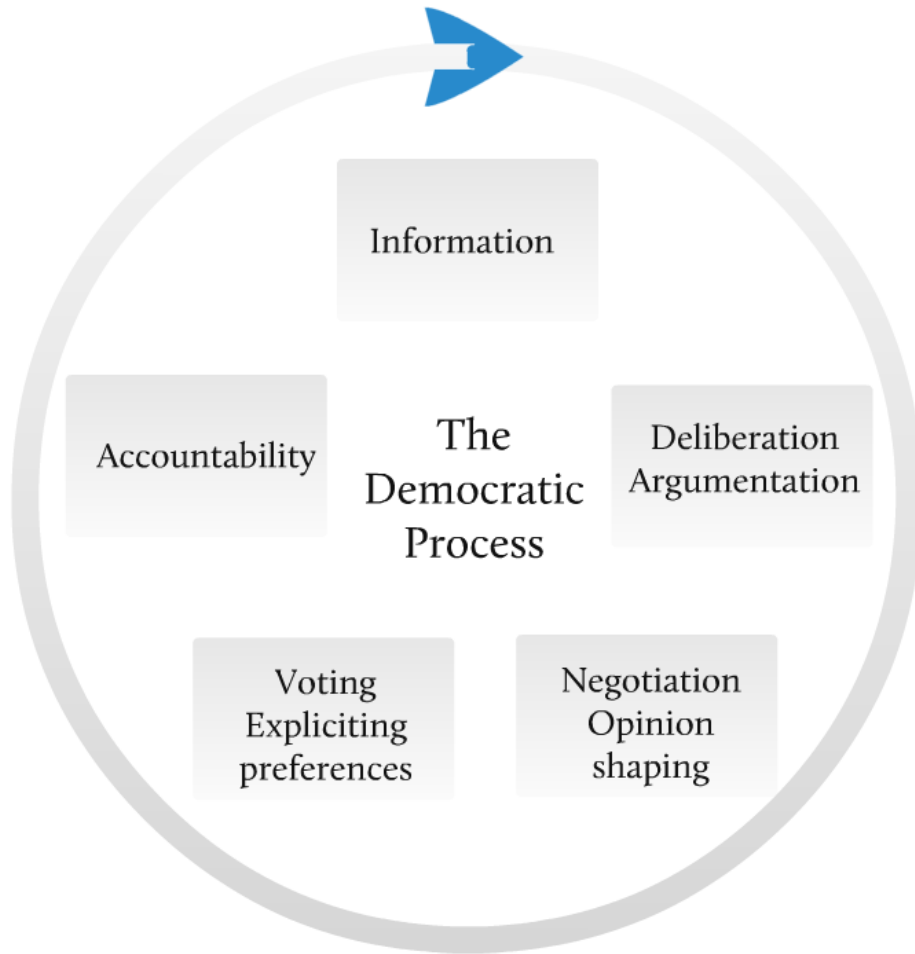 Information
Accountability
The
Democratic
Process
Deliberation
Argumentation
Voting
Expliciting
preferences
Negotiation
Opinion
shaping